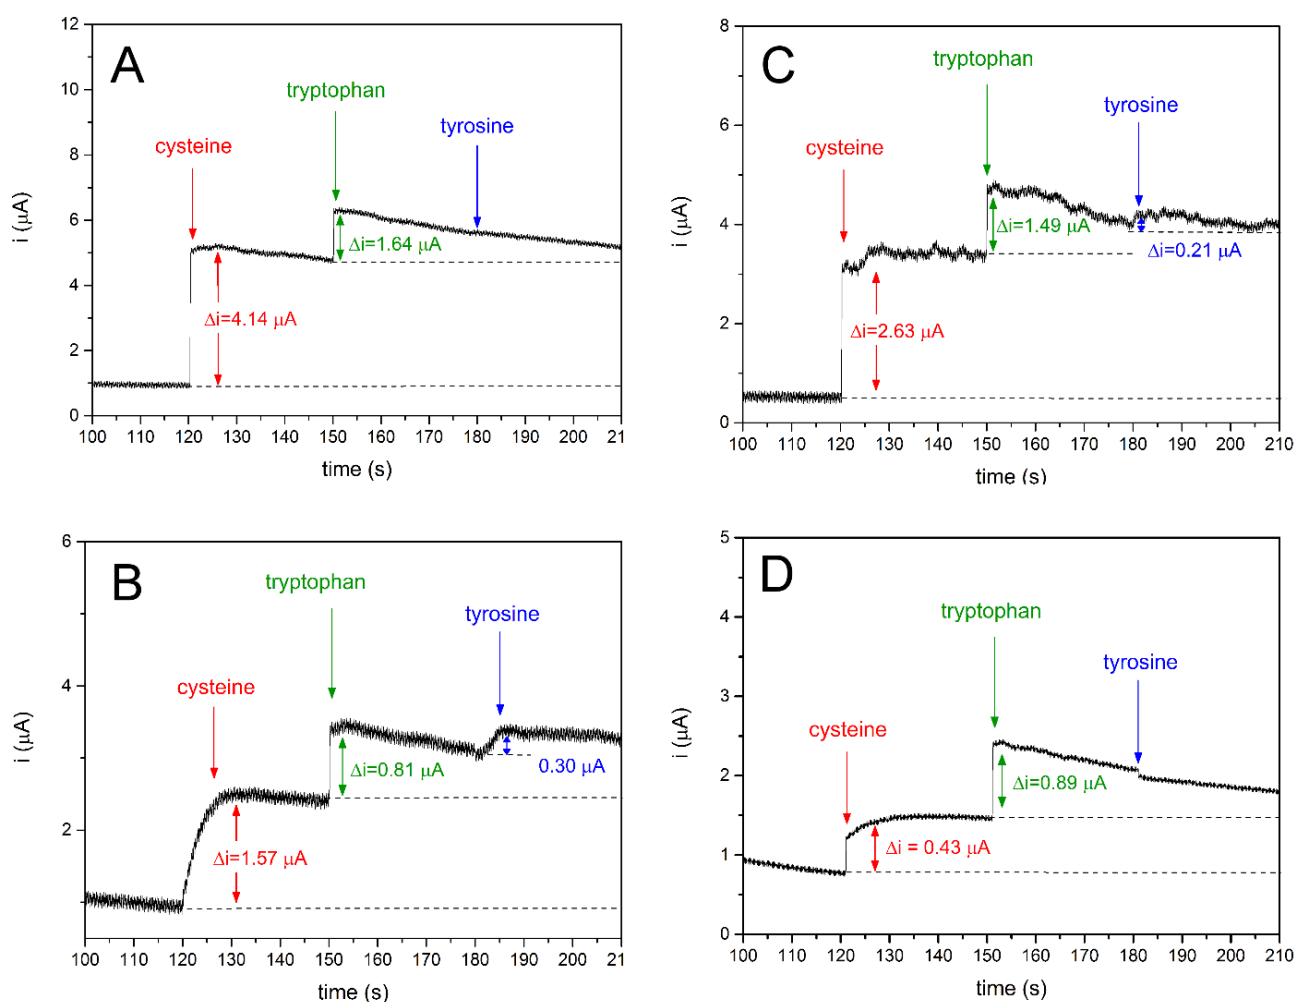 A
12
10
8
6
4
2
0
i (μA)
tryptophan
tyrosine
cysteine
Δi=1.64 μA
Δi=4.14 μA
100 110 120 130 140 150 160 170 180 190 200 21
time (s)
C
8
6
4
2
0
i (μA)
tryptophan
tyrosine
cysteine
Δi=1.49 μA
Δi=0.21 μA
Δi=2.63 μA
100 110 120 130 140 150 160 170 180 190 200 210
time (s)
B
6
4
2
i (μA)
tryptophan
tyrosine
cysteine
Δi=0.81 μA
0.30 μA
Δi=1.57 μA
100 110 120 130 140 150 160 170 180 190 200 210
time (s)
D
5
4
3
2
1
0
i (μA)
tryptophan
tyrosine
cysteine
Δi=0.89 μA
Δi = 0.43 μA
100 110 120 130 140 150 160 170 180 190 200 210
time (s)